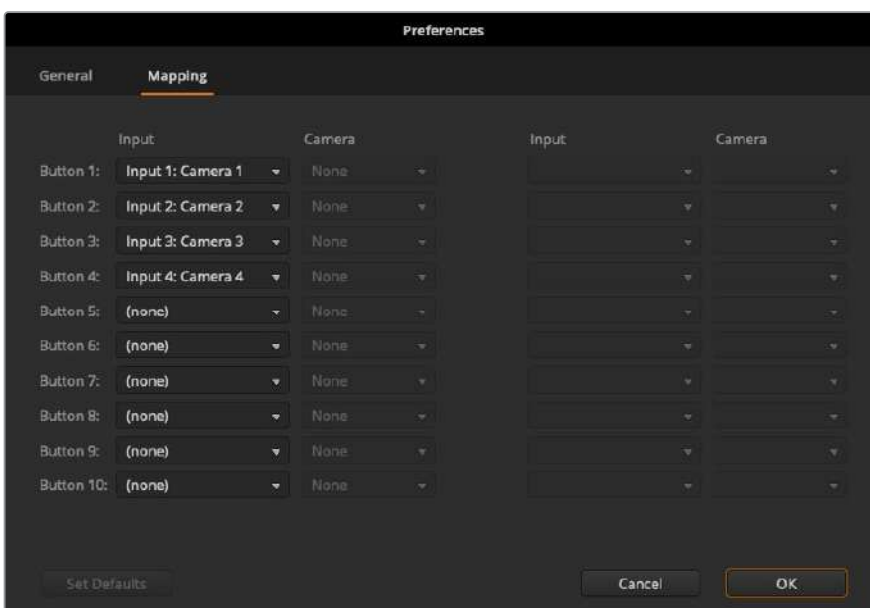 Preferences
General Mapping
Input Camera Input Camera
Button 1: Input 1: Camera 1 None
Button 2: Input 2: Camera 2 None
Button 3: Input 3: Camera 3 None
Button 4: Input 4: Camera 4 None
Button 5: (none) None
Button 6: (none) None
Button 7: (none) None
Button 8: (none) None
Button 9: (none) None
Button 10: (none) None
Set Defaults Cancel OK